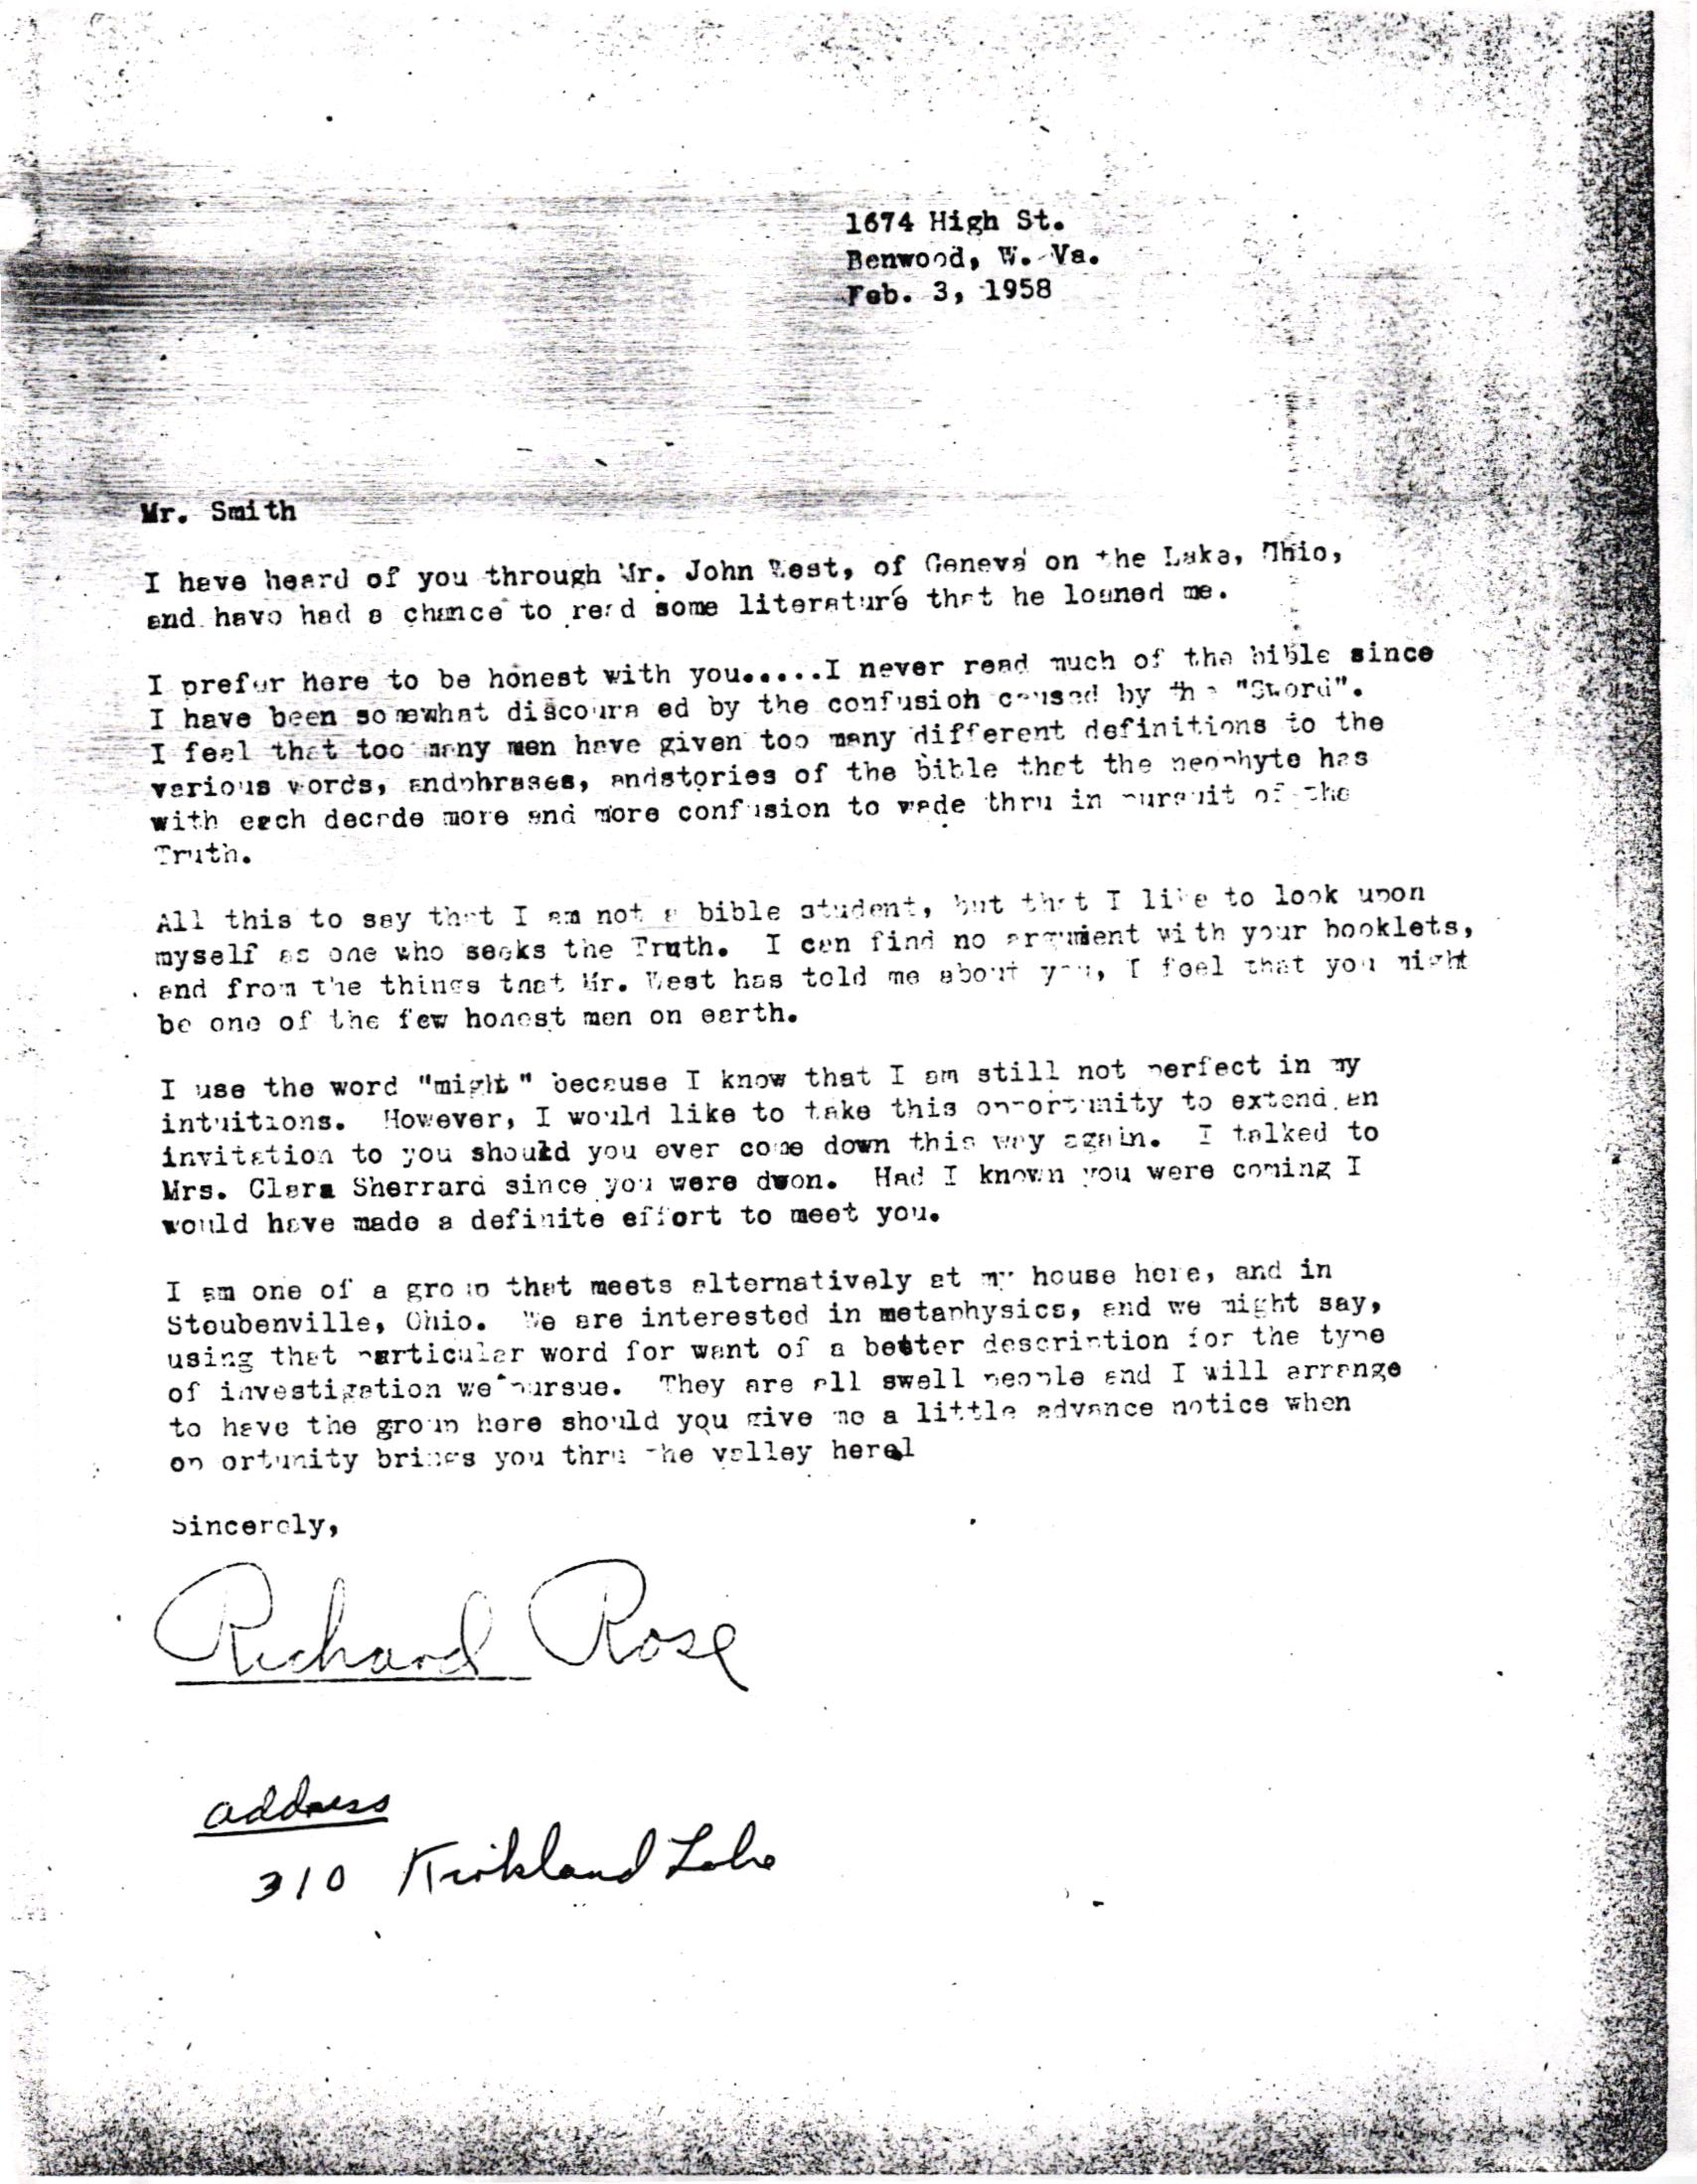 1674 High St.
Benwood, W. Va.
Feb. 3, 1958
Mr. Smith
I have heard of you through Mr. John West, of Geneva on the Lake, Ohio,
and have had a chance to read some literature that he loaned me.
I prefer here to be honest with you.....I never read much of the bible since
I have been somewhat discoura ed by the confusion caused by the "Sword".
I feel that too many men have given too many different definitions to the
various words, andphrases, andstories of the bible that the neophyte has
with each decade more and more confusion to wade thru in pursuit of the
Truth.
All this to say that I am not a bible student, but that I like to look upon
myself as one who seeks the Truth. I can find no argument with your booklets,
and from the things that Mr. West has told me about you, I feel that you might
be one of the few honest men on earth.
I use the word "might" because I know that I am still not perfect in my
intuitions. However, I would like to take this opportunity to extend an
invitation to you should you ever come down this way again. I talked to
Mrs. Clara Sherrard since you were dwon. Had I known you were coming I
would have made a definite effort to meet you.
I am one of a group that meets alternatively at my house here, and in
Steubenville, Ohio. We are interested in metaphysics, and we might say,
using that particular word for want of a better description for the type
of investigation we pursue. They are all swell people and I will arrange
to have the group here should you give me a little advance notice when
op ortunity brings you thru the valley here
Sincerely,
Richard Rose
address
310 Kirkland Lake